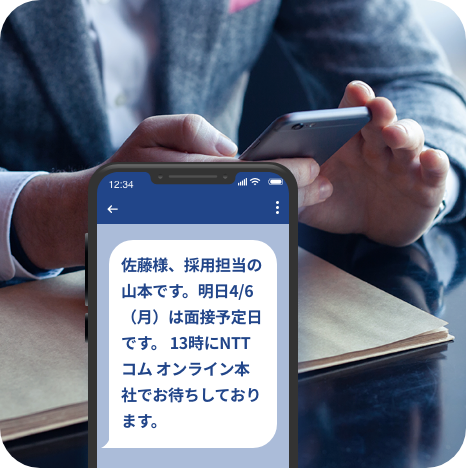 12:34
佐藤様、採用担当の
山本です。明日4/6
（月）は面接予定日
です。 13時にNTT
コム オンライン本
社でお待ちしており
ます。